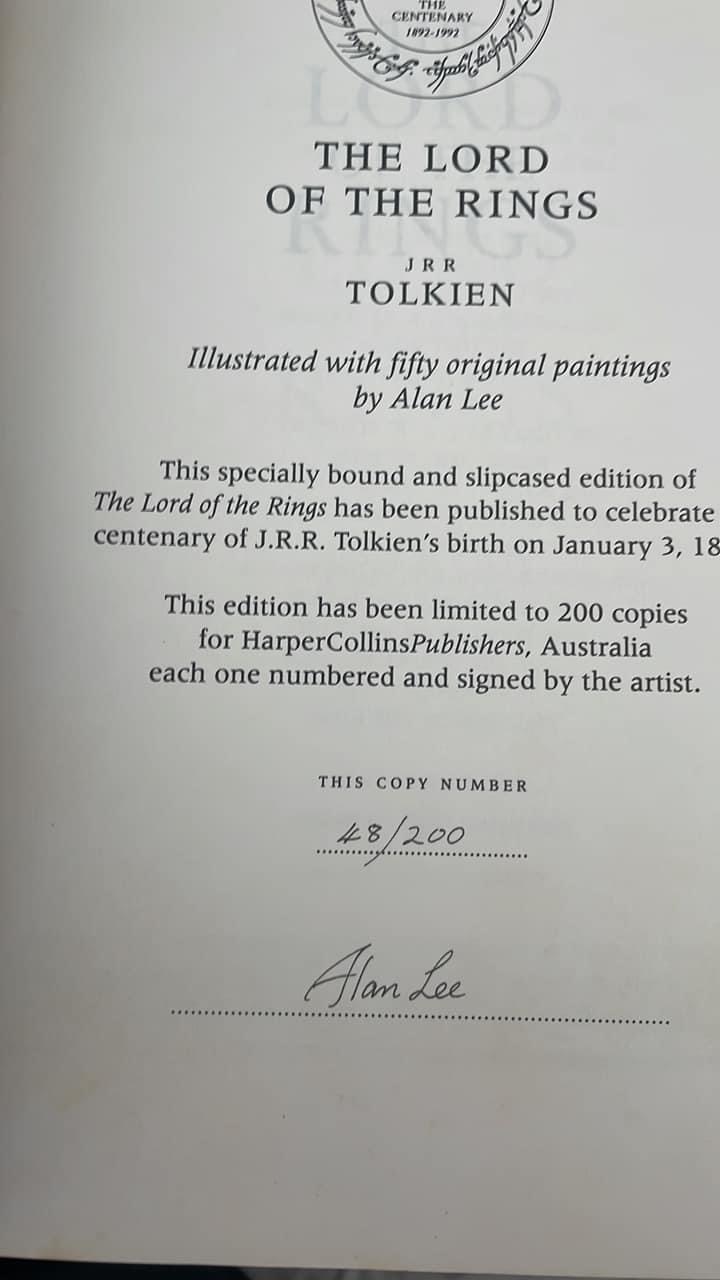 THE
CENTENARY
1892-1992
THE LORD
OF THE RINGS
J R R
TOLKIEN
Illustrated with fifty original paintings
by Alan Lee
This specially bound and slipcased edition of
The Lord of the Rings has been published to celebrate
centenary of J.R.R. Tolkien's birth on January 3, 18
This edition has been limited to 200 copies
for HarperCollinsPublishers, Australia
each one numbered and signed by the artist.
THIS COPY NUMBER
48/200
Alan Lee